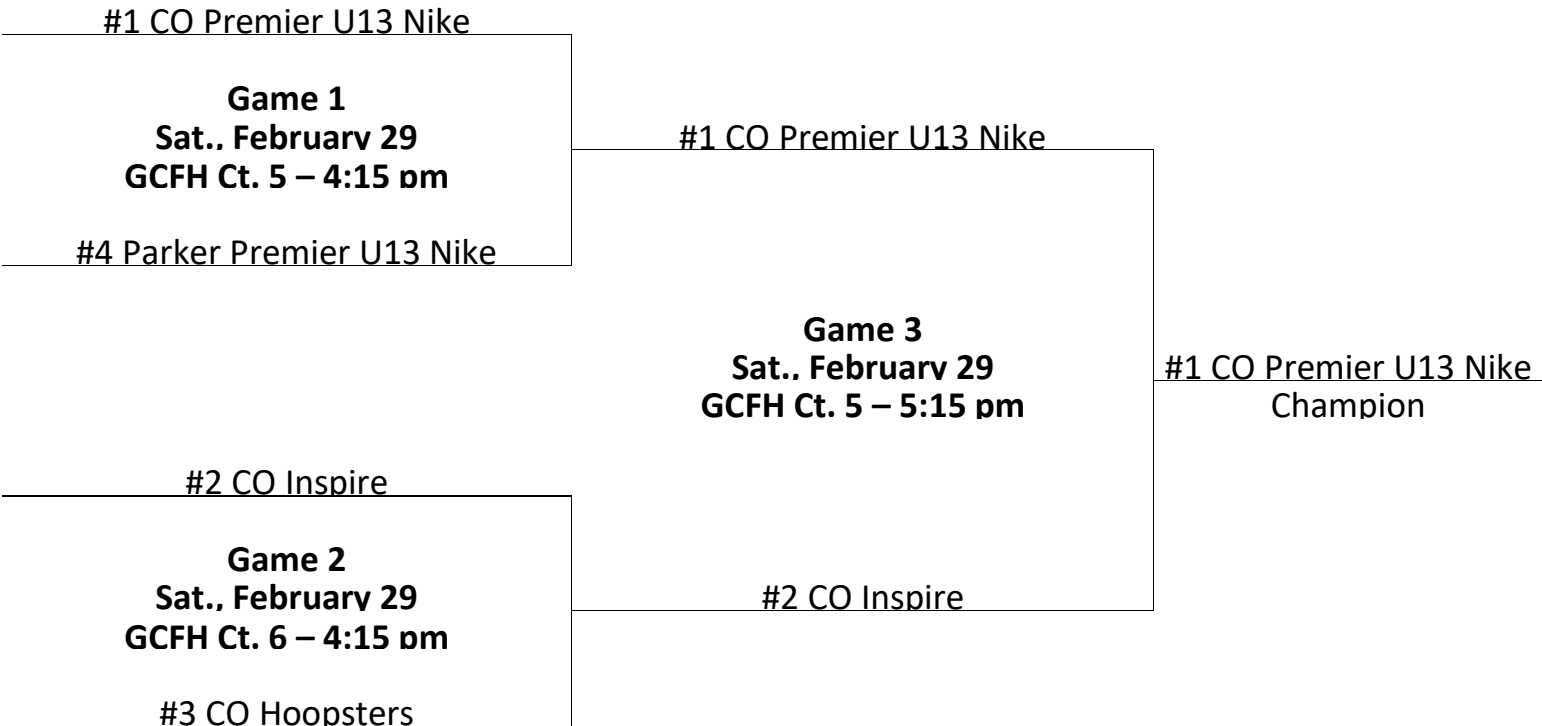 #1 CO Premier U13 Nike
Game 1
Sat., February 29
GCFH Ct. 5 – 4:15 pm
#4 Parker Premier U13 Nike
#1 CO Premier U13 Nike
Game 3
Sat., February 29
GCFH Ct. 5 – 5:15 pm
#1 CO Premier U13 Nike
Champion
#2 CO Inspire
Game 2
Sat., February 29
GCFH Ct. 6 – 4:15 pm
#3 CO Hoopsters
#2 CO Inspire